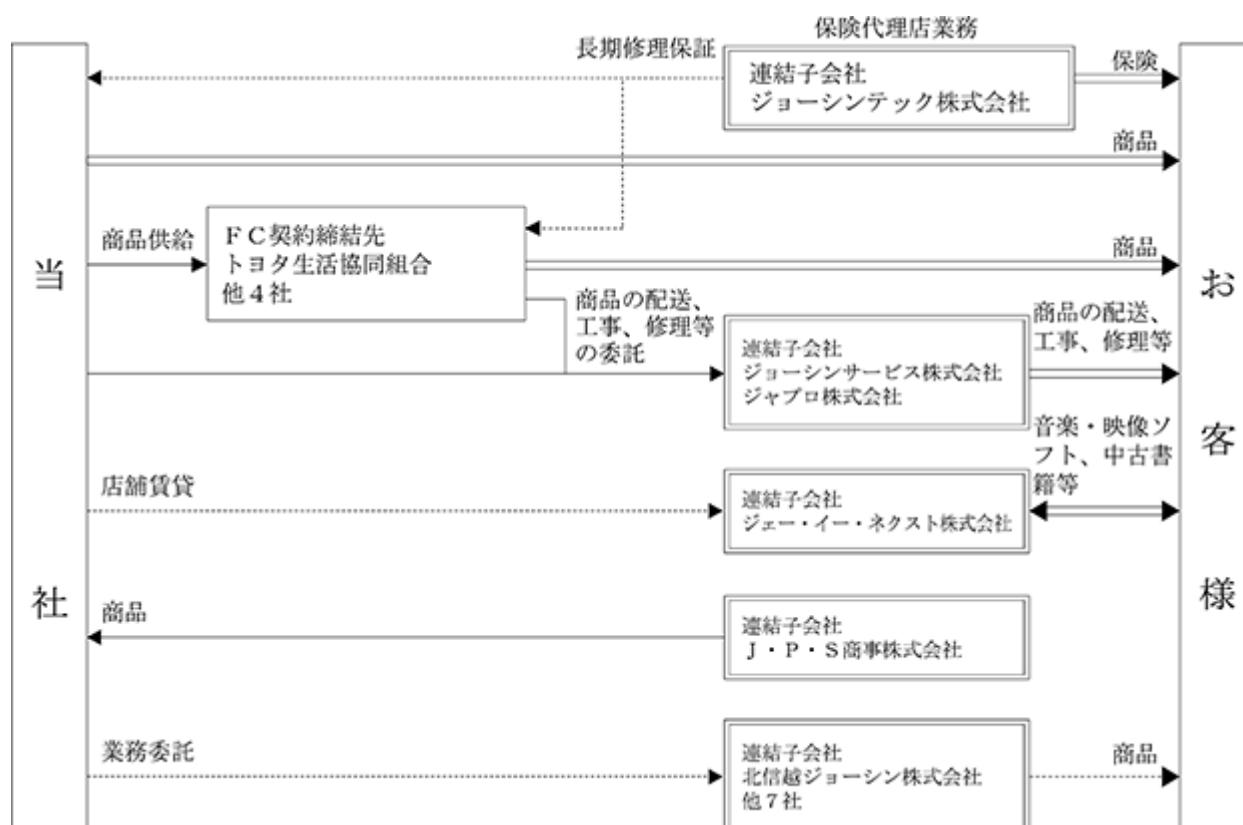 保険代理店業務
長期修理保証
連結子会社
ジョーシンテック株式会社
保険
商品
当
社
お
客
様
商品供給
ＦＣ契約締結先
トヨタ生活協同組合
他４社
商品
商品の配送、
工事、修理等
の委託
連結子会社
ジョーシンサービス株式会社
ジャプロ株式会社
商品の配送、
工事、修理等
音楽・映像ソ
フト、中古書
籍等
店舗賃貸
連結子会社
ジェー・イー・ネクスト株式会社
商品
連結子会社
Ｊ・Ｐ・Ｓ商事株式会社
業務委託
連結子会社
北信越ジョーシン株式会社
他７社
商品